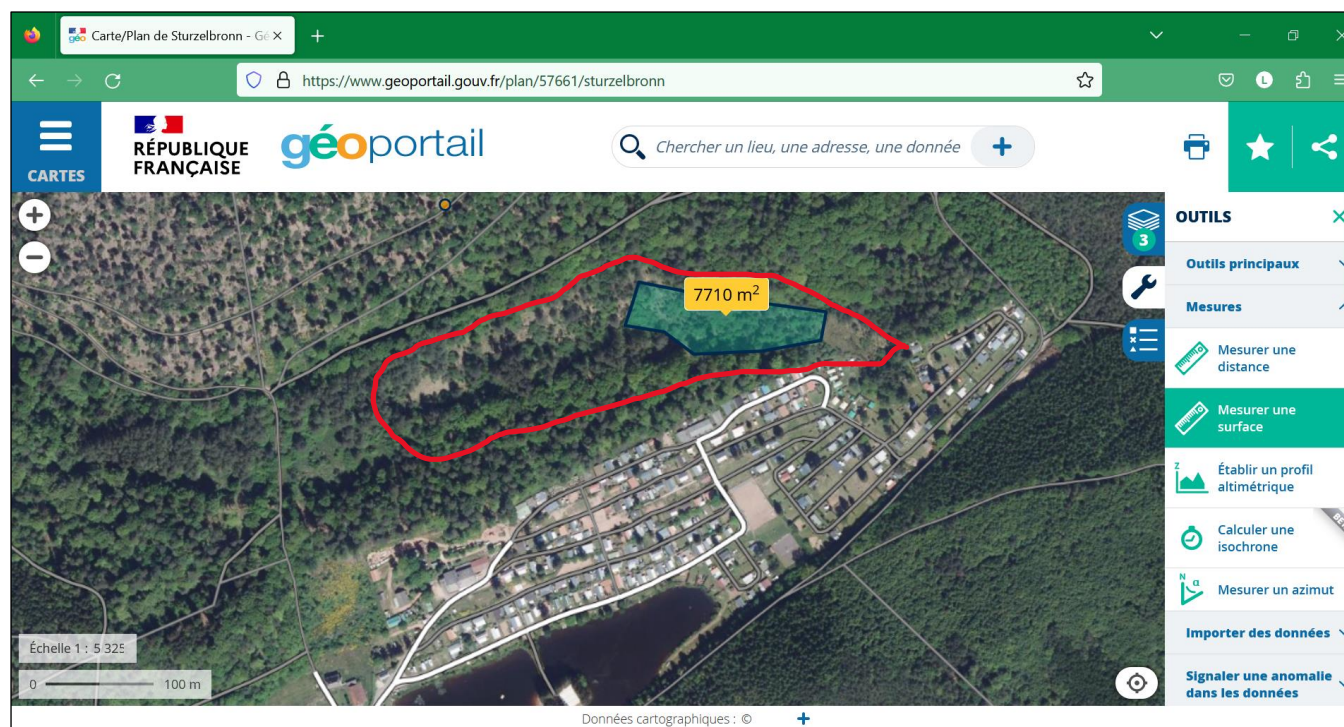 Carte/Plan de Sturzelbronn - Gé
https://www.geoportail.gouv.fr/plan/57661/sturzelbronn
L
CARTES
RÉPUBLIQUE
FRANÇAISE
géoportail
Chercher un lieu, une adresse, une donnée
3
7710 m²
OUTILS
Outils principaux
Mesures
Mesurer une
distance
Mesurer une
surface
Z
Établir un profil
altimétrique
Calculer une
isochrone
N α
Mesurer un azimut
Importer des données
Signaler une anomalie
dans les données
Échelle 1 : 5 325
0 100 m
Données cartographiques : ©